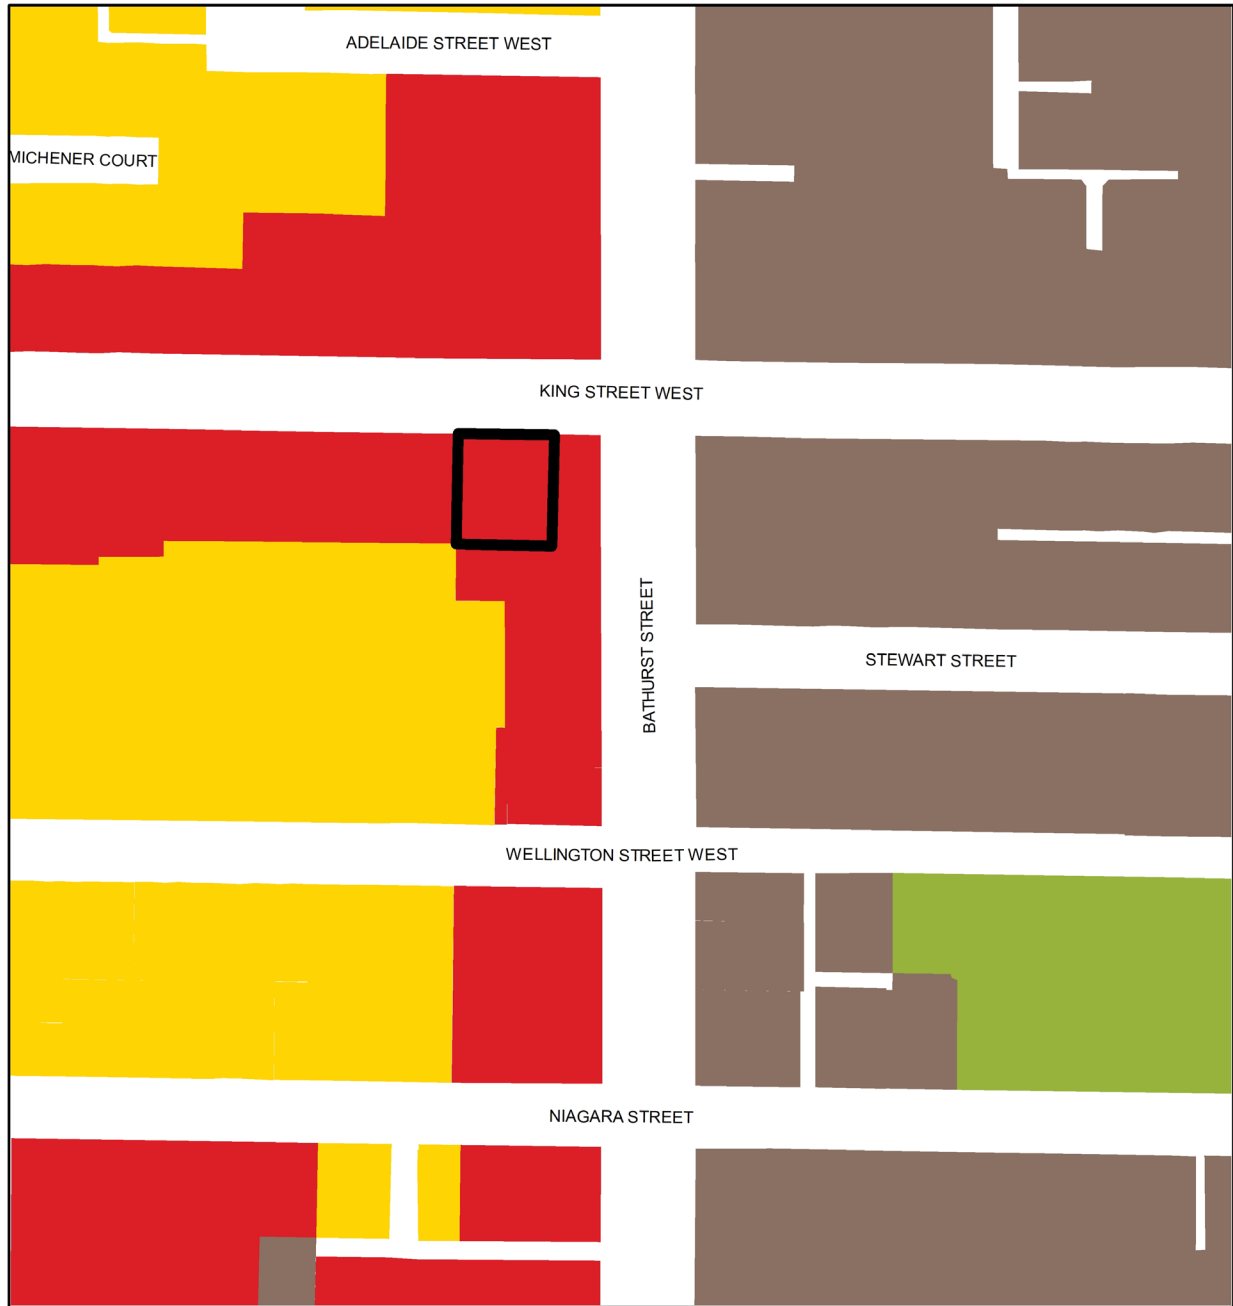 ADELAIDE STREET WEST
MICHENER COURT
KING STREET WEST
BATHURST STREET
STEWART STREET
WELLINGTON STREET WEST
NIAGARA STREET